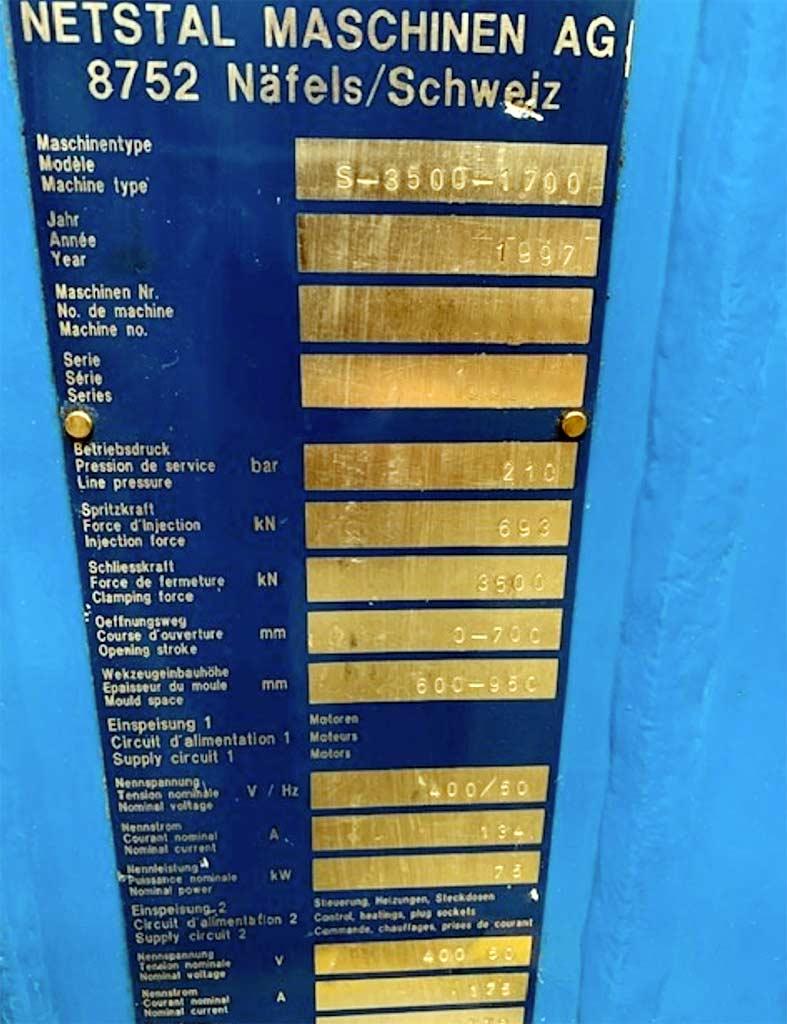 NETSTAL MASCHINEN AG
8752 Näfels/Schweiz
Maschinentype
Modèle
Machine type
S-3500-1700
Jahr
Année
Year
1997
Maschinen Nr.
No. de machine
Machine no.
Serie
Série
Series
Betriebsdruck
Pression de service bar
Line pressure
210
Spritzkraft
Force d'injection kN
Injection force
693
Schliesskraft
Force de fermeture kN
Clamping force
3500
Oeffnungsweg
Course d'ouverture mm
Opening stroke
0-700
Wekzeugeinbauhöhe
Epaisseur du moule mm
Mould space
600-950
Einspeisung 1 Motoren
Circuit d'alimentation 1 Moteurs
Supply circuit 1 Motors
Nennspannung
Tension nominale V / Hz
Nominal voltage
400/50
Nennstrom
Courant nominal A
Nominal current
134
Nennleistung
Puissance nominale kW
Nominal power
75
Einspeisung 2 Steuerung, Heizungen, Steckdosen
Circuit d'alimentation 2 Control, heatings, plug sockets
Supply circuit 2 Commande, chauffages, prises de courant
Nennspannung
Tension nominale V
Nominal voltage
400 50
Nennstrom
Courant nominal A
Nominal current
175